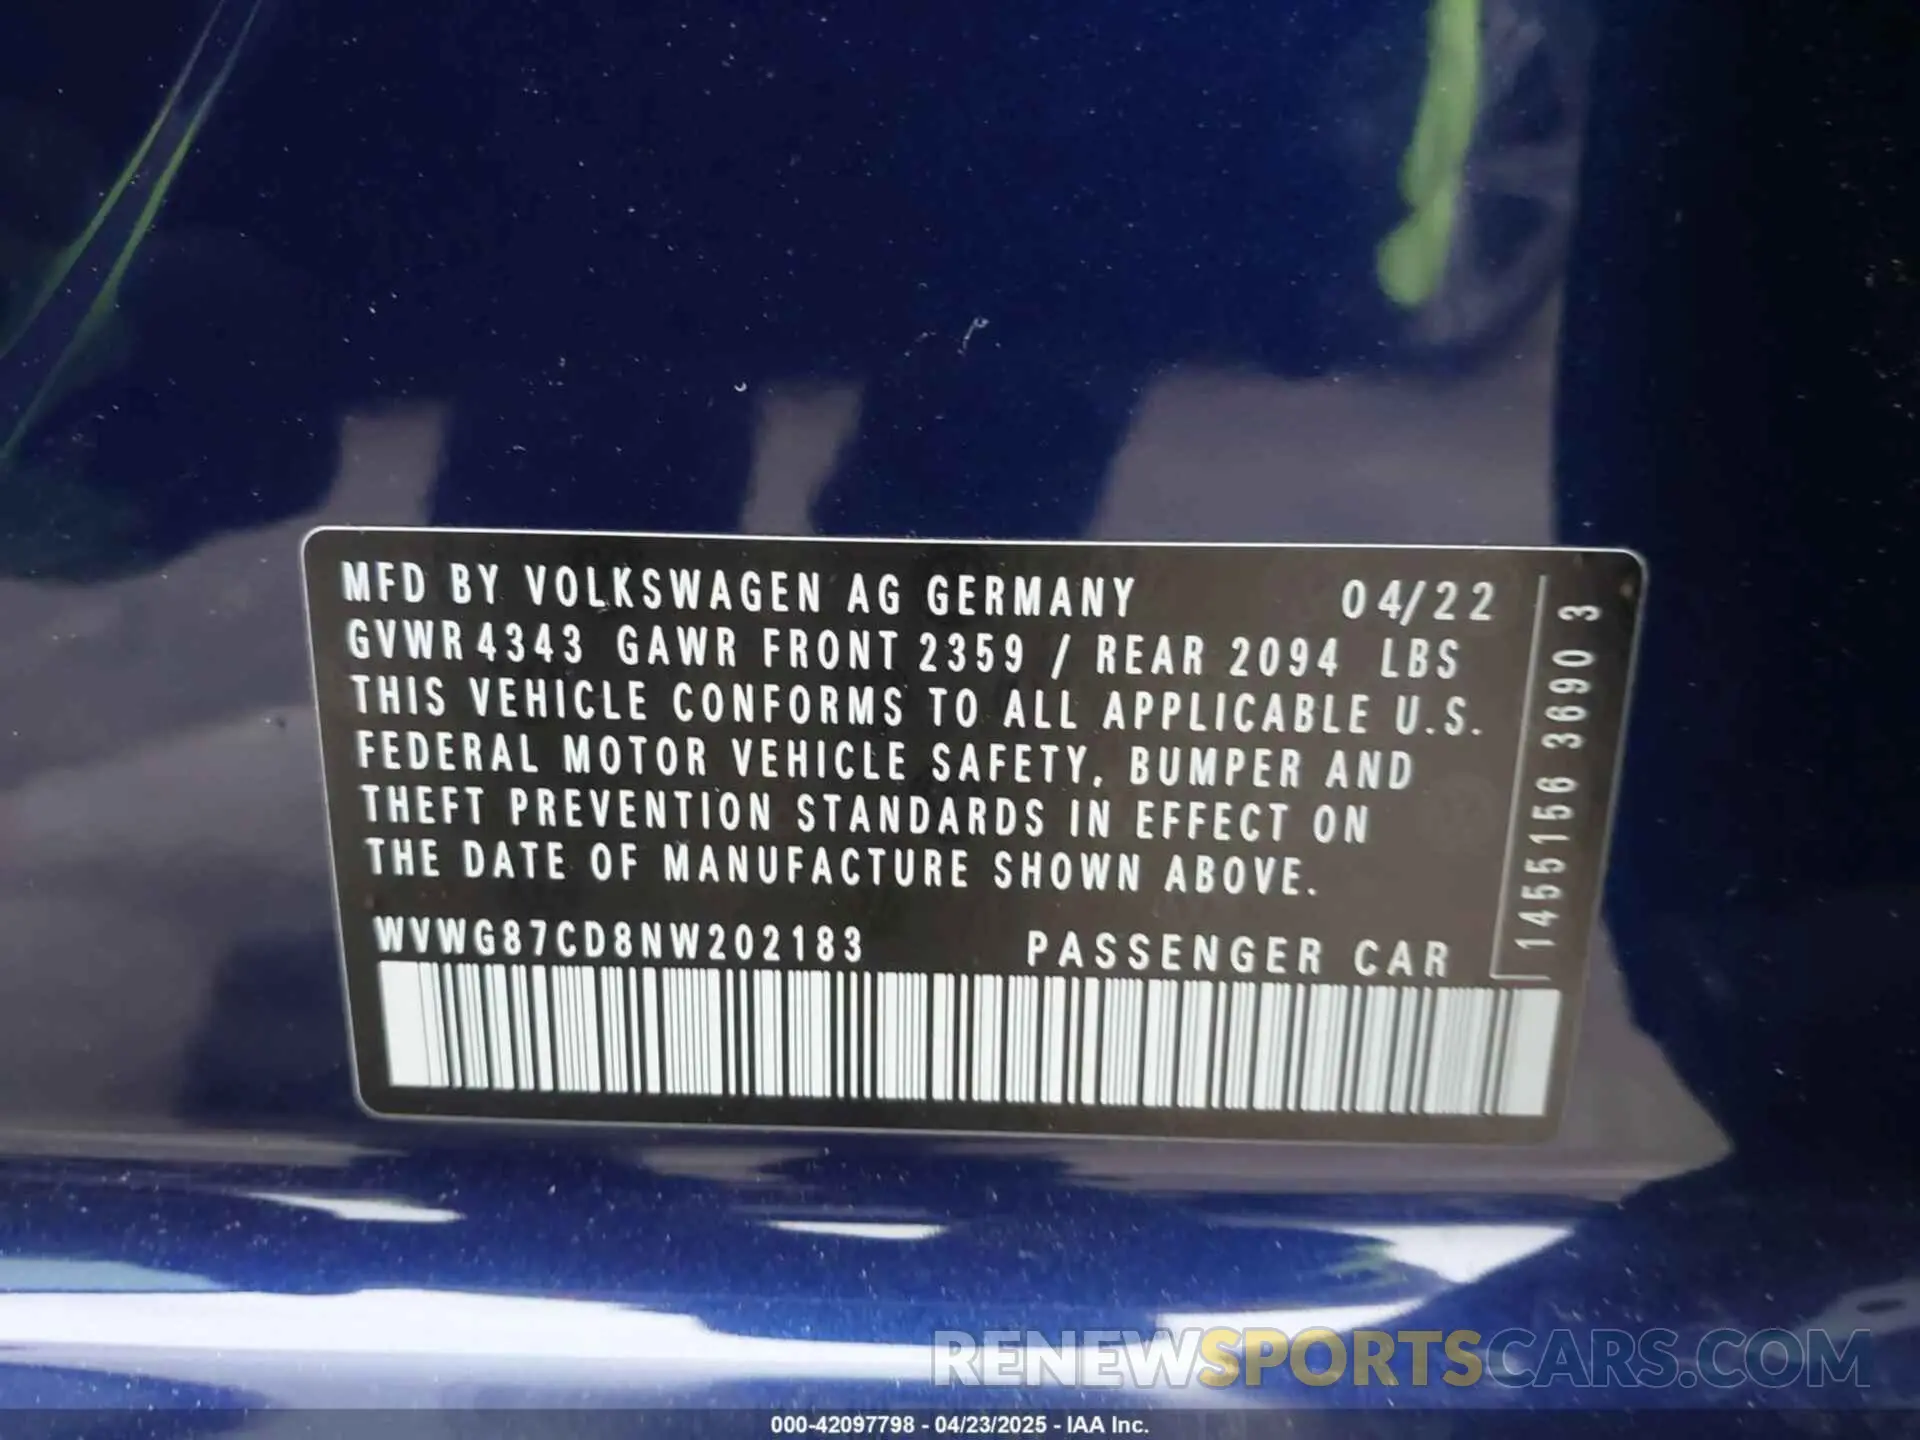 MFD BY VOLKSWAGEN AG GERMANY 04/22
GVWR 4343 GAWR FRONT 2359 / REAR 2094 LBS
THIS VEHICLE CONFORMS TO ALL APPLICABLE U.S.
FEDERAL MOTOR VEHICLE SAFETY, BUMPER AND
THEFT PREVENTION STANDARDS IN EFFECT ON
THE DATE OF MANUFACTURE SHOWN ABOVE.
WVWG87CD8NW202183 PASSENGER CAR
1455156 3690 3
RENEWSPORTSCARS.COM
000-42097798 - 04/23/2025 - IAA Inc.